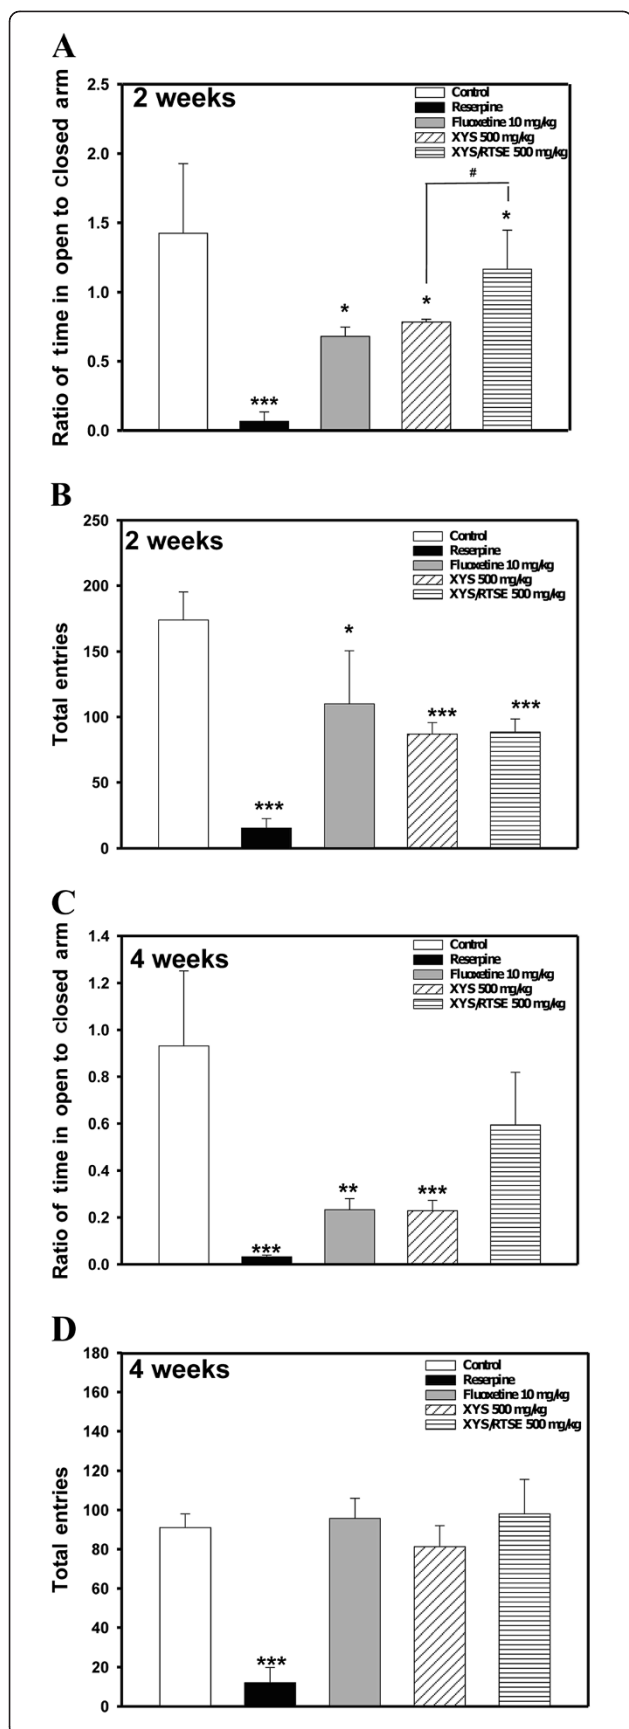 A
2 weeks
Control
Reserpine
Fluoxetine 10 mg/kg
XYS 500 mg/kg
XYS/RTSE 500 mg/kg
Ratio of time in open to closed arm
2.5
2.0
1.5
1.0
0.5
0.0
***
*
*
#
*
B
2 weeks
Control
Reserpine
Fluoxetine 10 mg/kg
XYS 500 mg/kg
XYS/RTSE 500 mg/kg
Total entries
250
200
150
100
50
0
***
*
***
***
C
4 weeks
Control
Reserpine
Fluoxetine 10 mg/kg
XYS 500 mg/kg
XYS/RTSE 500 mg/kg
Ratio of time in open to closed arm
1.4
1.2
1.0
0.8
0.6
0.4
0.2
0.0
***
**
***
D
4 weeks
Control
Reserpine
Fluoxetine 10 mg/kg
XYS 500 mg/kg
XYS/RTSE 500 mg/kg
Total entries
180
160
140
120
100
80
60
40
20
0
***